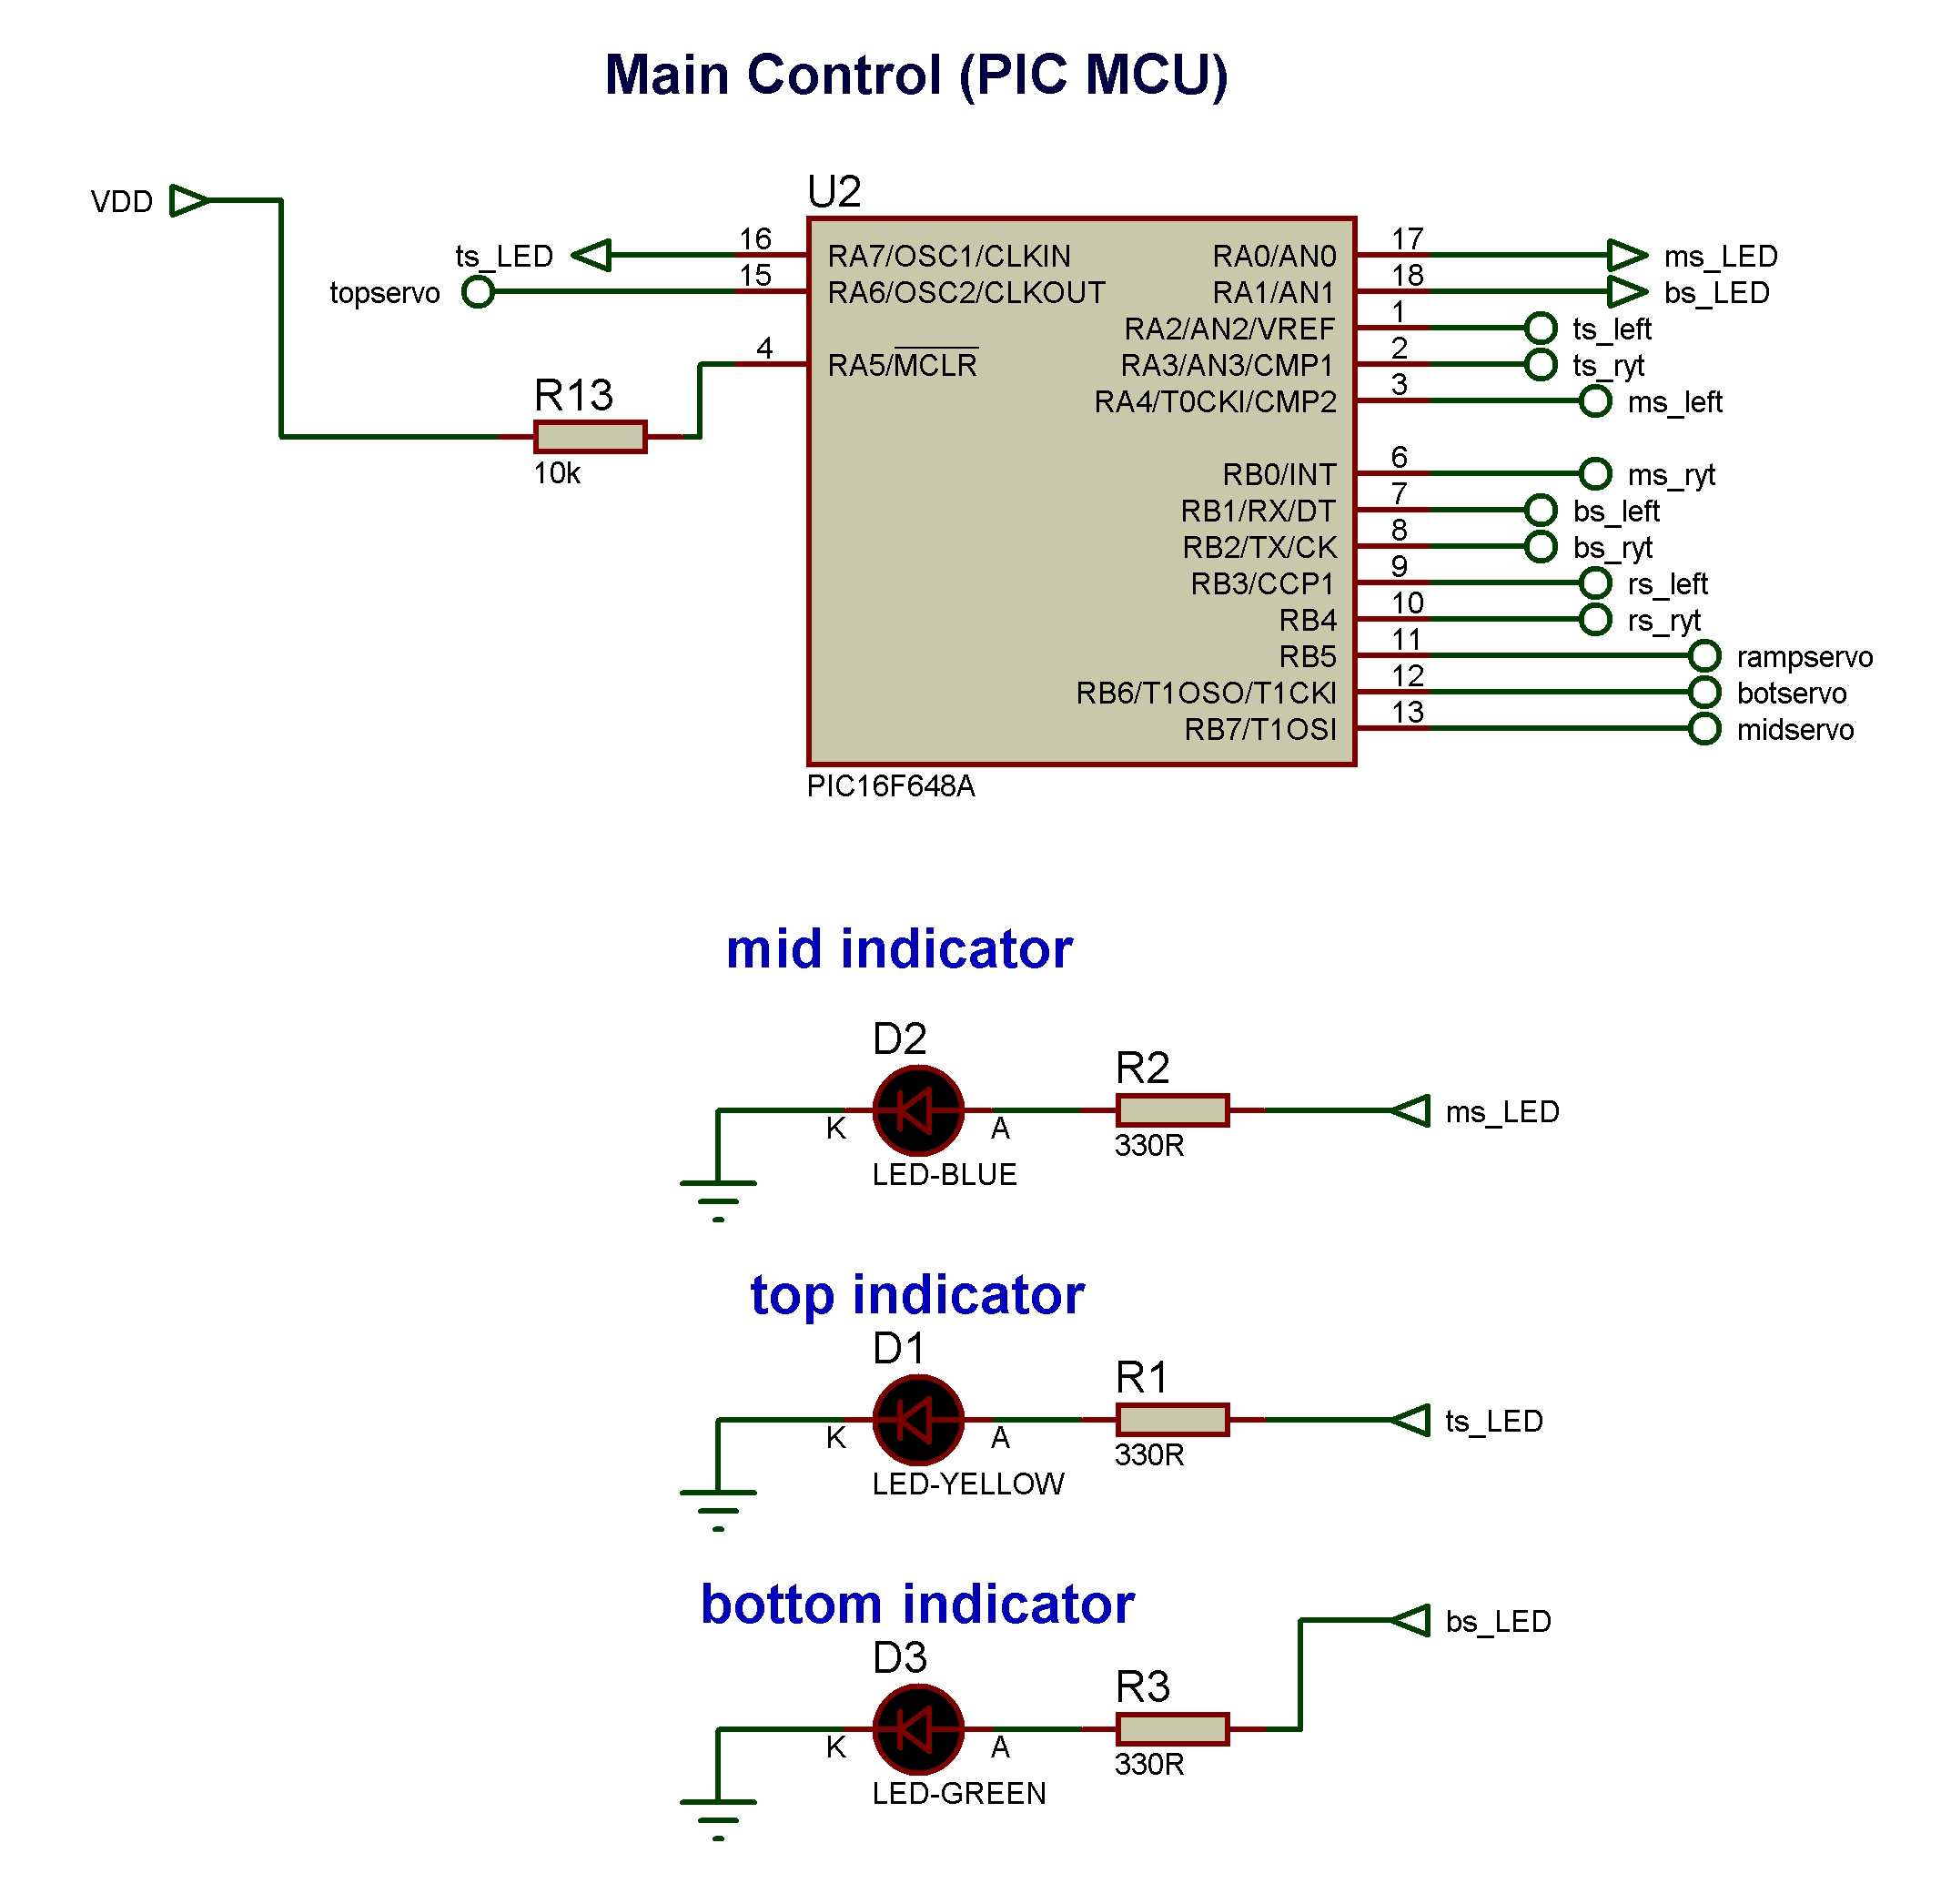 Main Control (PIC MCU)
U2
VDD
ts_LED 16 RA7/OSC1/CLKIN RA0/AN0 17 ms_LED
topservo 15 RA6/OSC2/CLKOUT RA1/AN1 18 bs_LED
RA2/AN2/VREF 1 ts_left
4 RA5/MCLR RA3/AN3/CMP1 2 ts_ryt
R13 RA4/T0CKI/CMP2 3 ms_left
10k RB0/INT 6 ms_ryt
RB1/RX/DT 7 bs_left
RB2/TX/CK 8 bs_ryt
RB3/CCP1 9 rs_left
RB4 10 rs_ryt
RB5 11 rampservo
RB6/T1OSO/T1CKI 12 botservo
RB7/T1OSI 13 midservo
PIC16F648A
mid indicator
D2 R2
K A ms_LED
LED-BLUE 330R
top indicator
D1 R1
K A ts_LED
LED-YELLOW 330R
bottom indicator
bs_LED
D3 R3
K A
LED-GREEN 330R